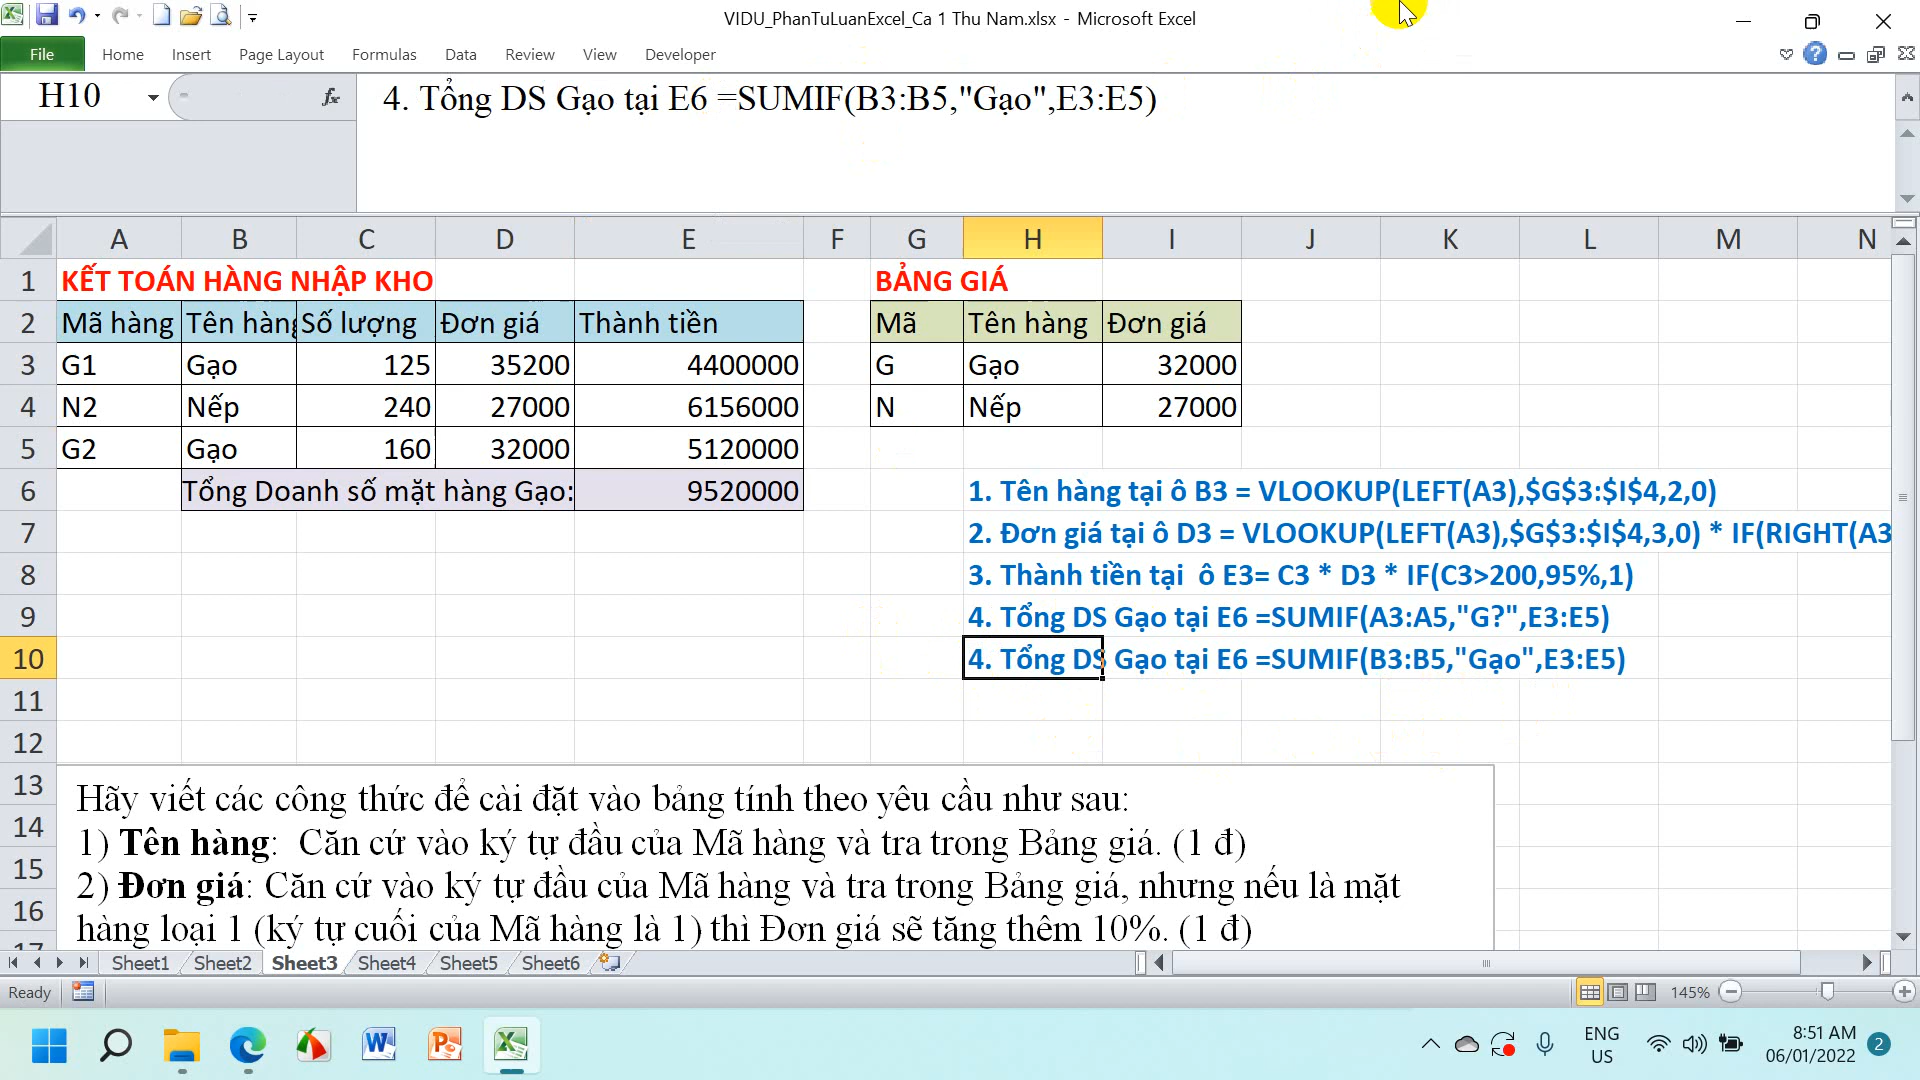 VIDU_PhanTuLuanExcel_Ca 1 Thu Nam.xlsx - Microsoft Excel
File Home Insert Page Layout Formulas Data Review View Developer
H10 fx 4. Tổng DS Gạo tại E6 =SUMIF(B3:B5,"Gạo",E3:E5)
A B C D E F G H I J K L M N
1 KẾT TOÁN HÀNG NHẬP KHO BẢNG GIÁ
2 Mã hàng Tên hàng Số lượng Đơn giá Thành tiền Mã Tên hàng Đơn giá
3 G1 Gạo 125 35200 4400000 G Gạo 32000
4 N2 Nếp 240 27000 6156000 N Nếp 27000
5 G2 Gạo 160 32000 5120000
6 Tổng Doanh số mặt hàng Gạo: 9520000 1. Tên hàng tại ô B3 = VLOOKUP(LEFT(A3),$G$3:$I$4,2,0)
7 2. Đơn giá tại ô D3 = VLOOKUP(LEFT(A3),$G$3:$I$4,3,0) * IF(RIGHT(A3
8 3. Thành tiền tại ô E3= C3 * D3 * IF(C3>200,95%,1)
9 4. Tổng DS Gạo tại E6 =SUMIF(A3:A5,"G?",E3:E5)
10 4. Tổng DS Gạo tại E6 =SUMIF(B3:B5,"Gạo",E3:E5)
11
12
13 Hãy viết các công thức để cài đặt vào bảng tính theo yêu cầu như sau:
14 1) Tên hàng: Căn cứ vào ký tự đầu của Mã hàng và tra trong Bảng giá. (1 đ)
15 2) Đơn giá: Căn cứ vào ký tự đầu của Mã hàng và tra trong Bảng giá, nhưng nếu là mặt
16 hàng loại 1 (ký tự cuối của Mã hàng là 1) thì Đơn giá sẽ tăng thêm 10%. (1 đ)
17
Sheet1 Sheet2 Sheet3 Sheet4 Sheet5 Sheet6
Ready 145%
ENG 8:51 AM
US 06/01/2022 2